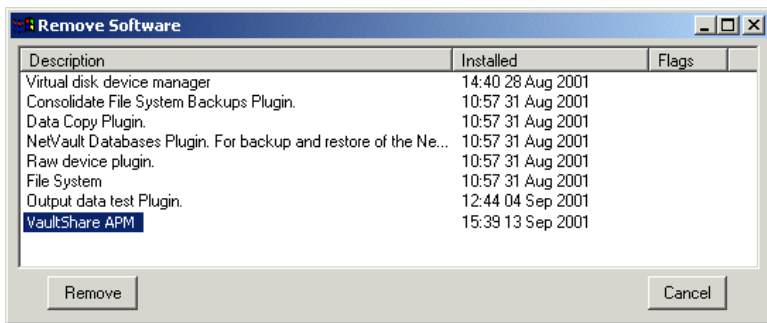 Remove Software
Description Installed Flags
Virtual disk device manager 14:40 28 Aug 2001
Consolidate File System Backups Plugin. 10:57 31 Aug 2001
Data Copy Plugin. 10:57 31 Aug 2001
NetVault Databases Plugin. For backup and restore of the Ne... 10:57 31 Aug 2001
Raw device plugin. 10:57 31 Aug 2001
File System 10:57 31 Aug 2001
Output data test Plugin. 12:44 04 Sep 2001
VaultShare APM 15:39 13 Sep 2001
Remove Cancel